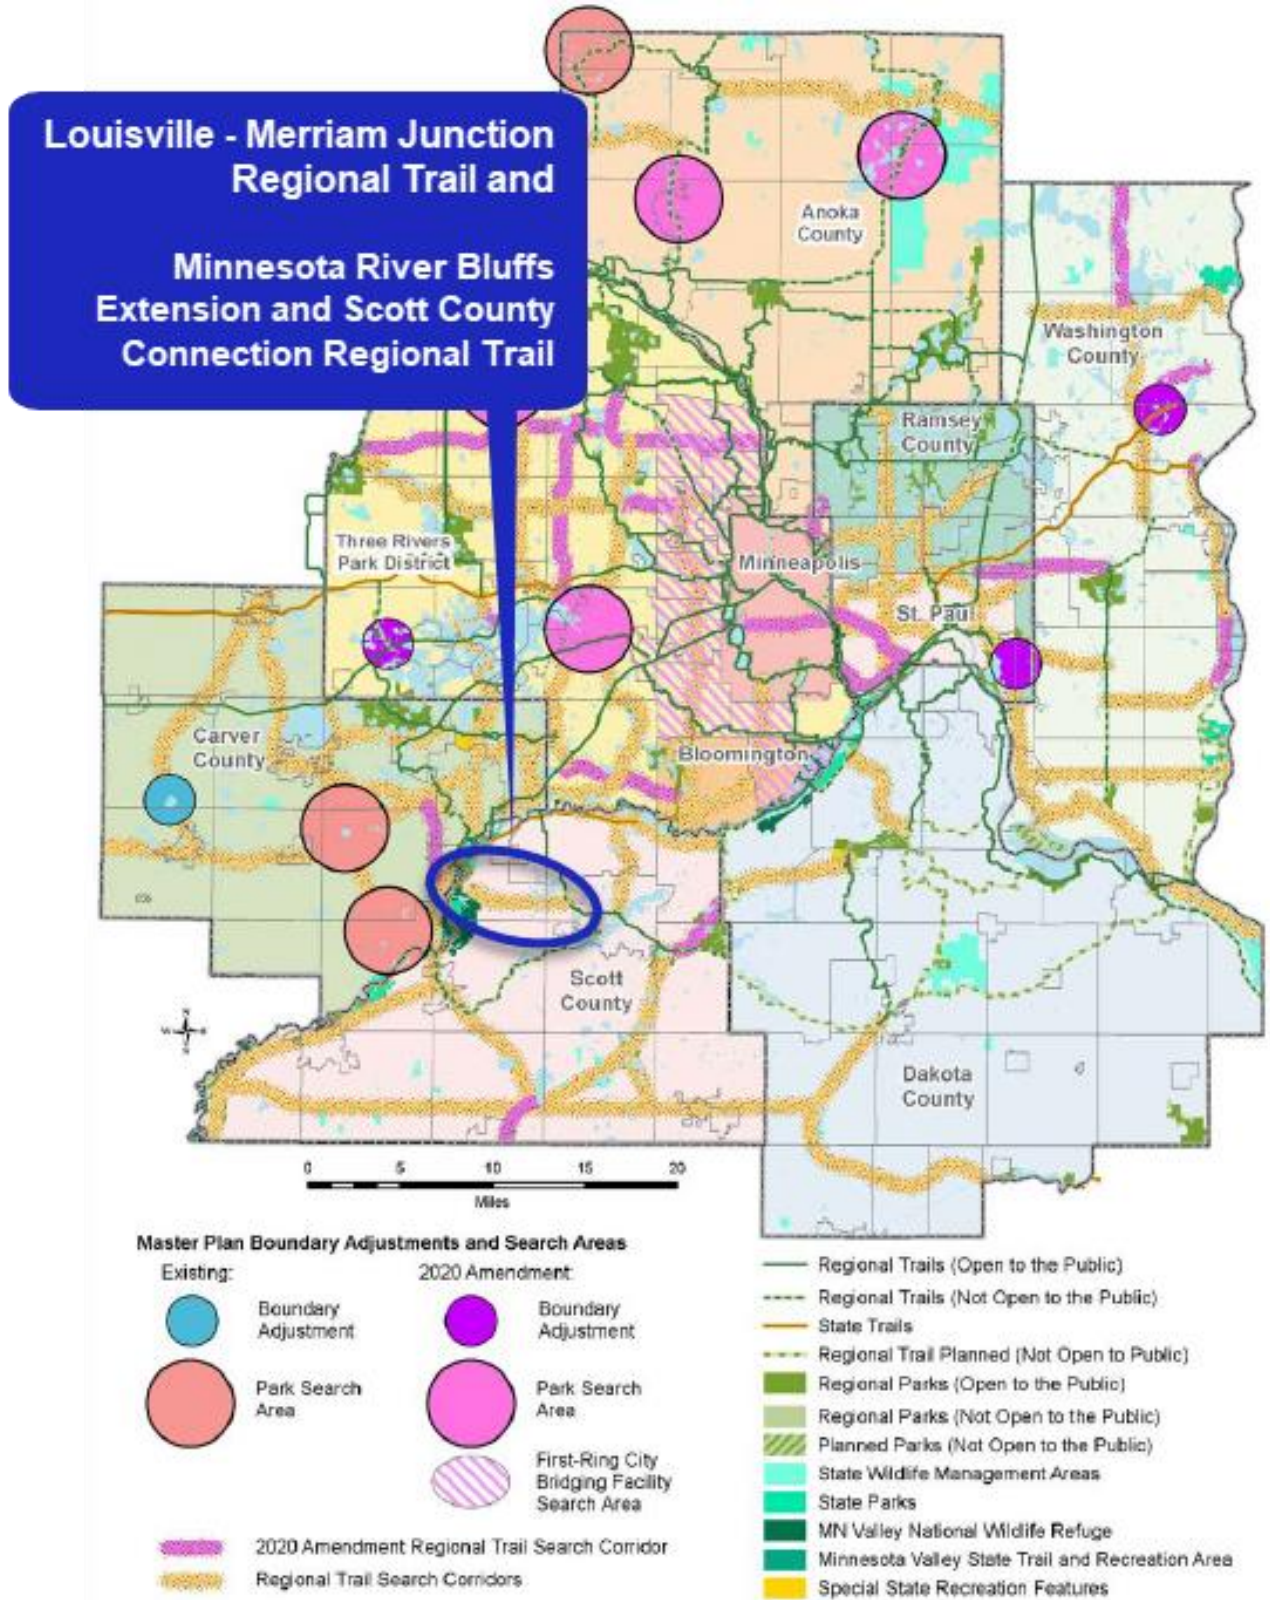 Louisville - Merriam Junction
Regional Trail and
Minnesota River Bluffs
Extension and Scott County
Connection Regional Trail
Anoka
County
Washington
County
Ramsey
County
Three Rivers
Park District
Minneapolis
St. Paul
Carver
County
Bloomington
Scott
County
Dakota
County
0 5 10 15 20
Miles
Master Plan Boundary Adjustments and Search Areas
Existing:
Boundary
Adjustment
Park Search
Area
2020 Amendment:
Boundary
Adjustment
Park Search
Area
First-Ring City
Bridging Facility
Search Area
2020 Amendment Regional Trail Search Corridor
Regional Trail Search Corridors
Regional Trails (Open to the Public)
Regional Trails (Not Open to the Public)
State Trails
Regional Trail Planned (Not Open to Public)
Regional Parks (Open to the Public)
Regional Parks (Not Open to the Public)
Planned Parks (Not Open to the Public)
State Wildlife Management Areas
State Parks
MN Valley National Wildlife Refuge
Minnesota Valley State Trail and Recreation Area
Special State Recreation Features